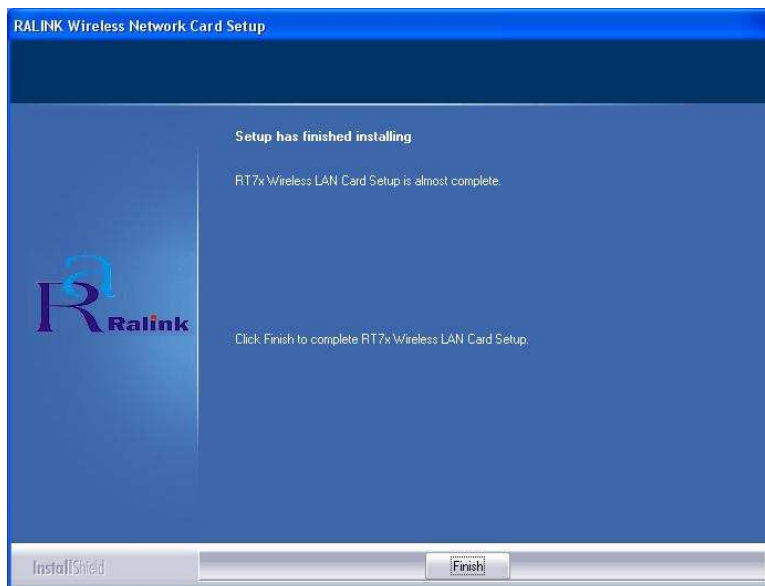 RALINK Wireless Network Card Setup
Setup has finished installing
RT7x Wireless LAN Card Setup is almost complete.
Ra
Ralink
Click Finish to complete RT7x Wireless LAN Card Setup.
InstallShield
Finish